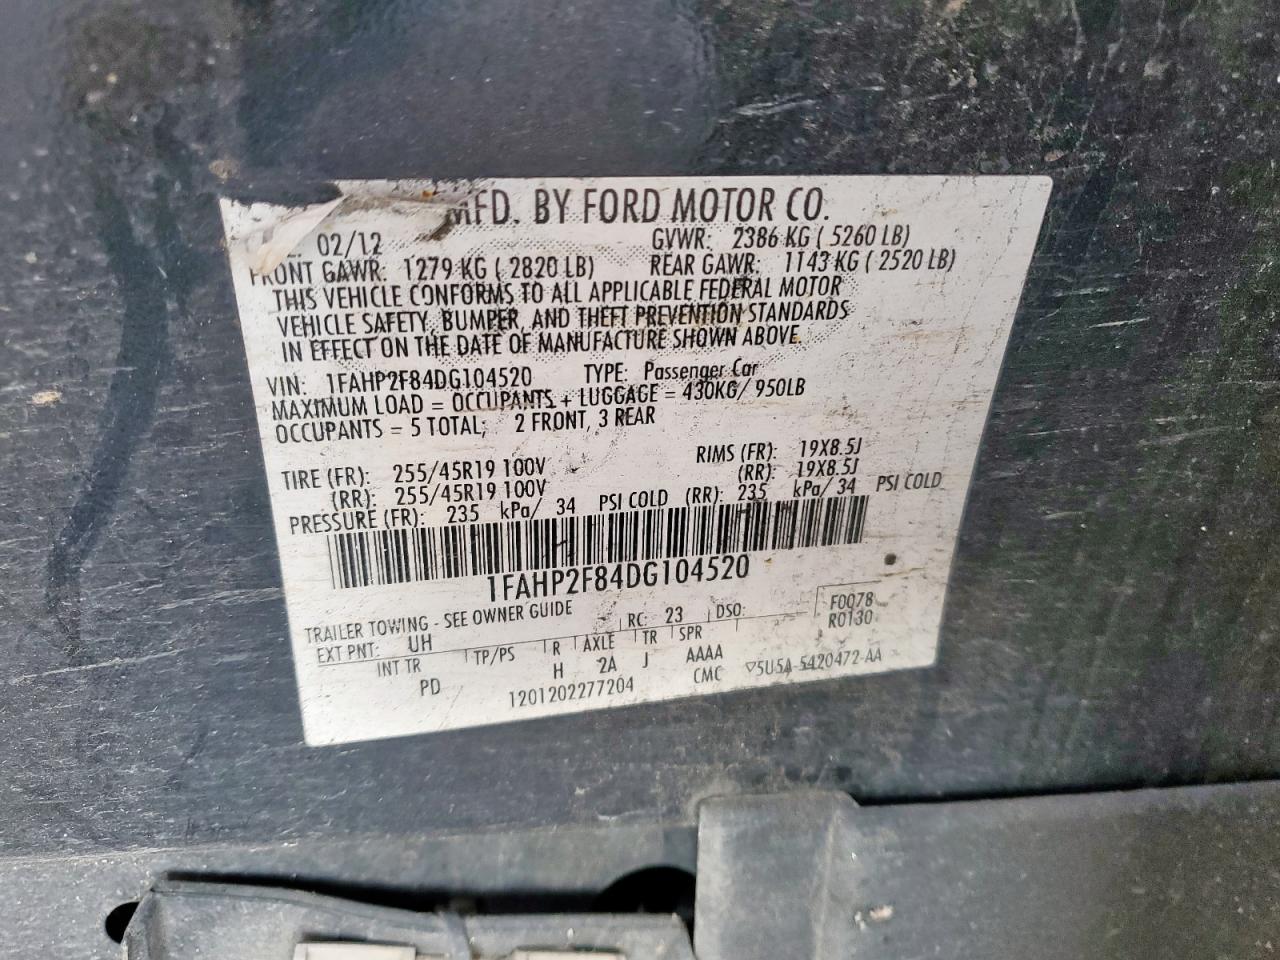 MFD. BY FORD MOTOR CO.
02/12 GVWR: 2386 KG ( 5260 LB)
FRONT GAWR: 1279 KG ( 2820 LB) REAR GAWR: 1143 KG ( 2520 LB)
THIS VEHICLE CONFORMS TO ALL APPLICABLE FEDERAL MOTOR
VEHICLE SAFETY, BUMPER, AND THEFT PREVENTION STANDARDS
IN EFFECT ON THE DATE OF MANUFACTURE SHOWN ABOVE.
VIN: 1FAHP2F84DG104520 TYPE: Passenger Car
MAXIMUM LOAD = OCCUPANTS + LUGGAGE = 430KG/ 950LB
OCCUPANTS = 5 TOTAL; 2 FRONT, 3 REAR
TIRE (FR): 255/45R19 100V RIMS (FR): 19X8.5J
(RR): 255/45R19 100V (RR): 19X8.5J
PRESSURE (FR): 235 kPa/ 34 PSI COLD (RR): 235 kPa/ 34 PSI COLD
1FAHP2F84DG104520
TRAILER TOWING - SEE OWNER GUIDE F0078
EXT PNT: UH RC: 23 DSO: R0130
INT TR TP/PS R AXLE TR SPR
PD H 2A J AAAA
1201202277204 CMC ▽5U5A-5420472-AA